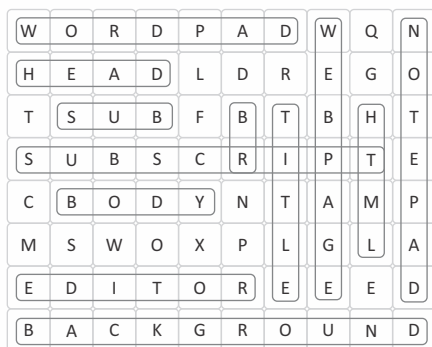 W O R D P A D W Q N
H E A D L D R E G O
T S U B F B T B H T
S U B S C R I P T E
C B O D Y N T A M P
M S W O X P L G L A
E D I T O R E E E D
B A C K G R O U N D